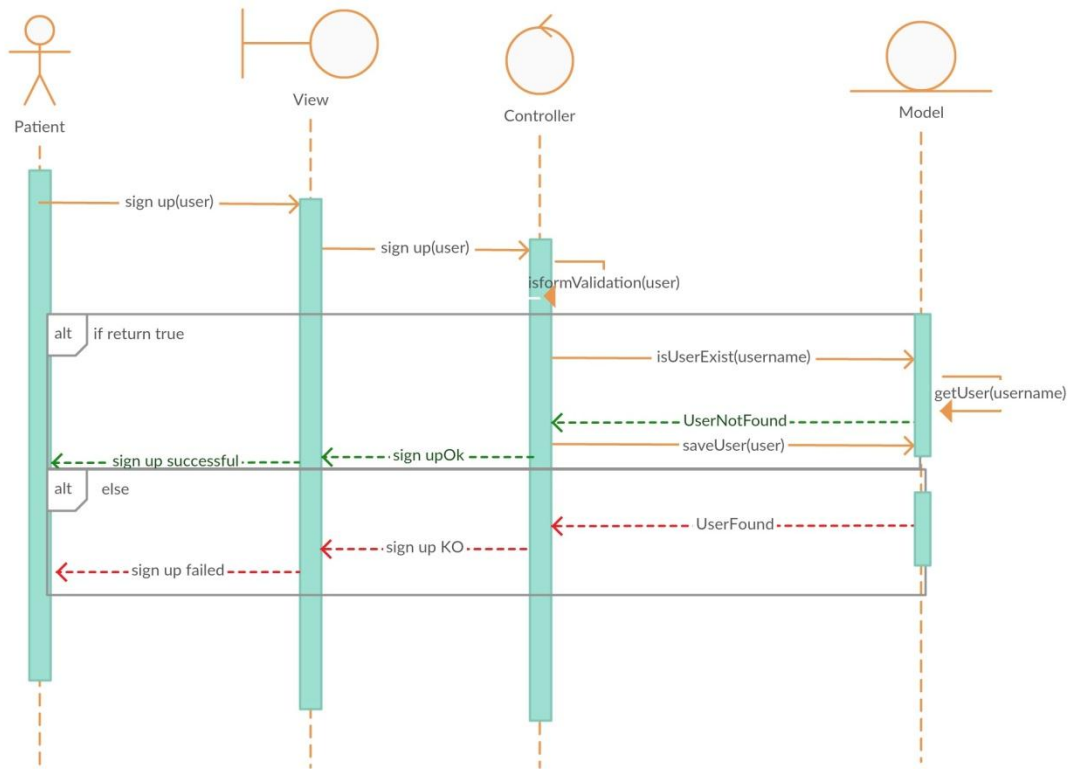 View
Controller
Model
Patient
sign up(user)
sign up(user)
isformValidation(user)
alt
if return true
isUserExist(username)
getUser(username)
UserNotFound
saveUser(user)
sign upOk
sign up successful
alt
else
UserFound
sign up KO
sign up failed